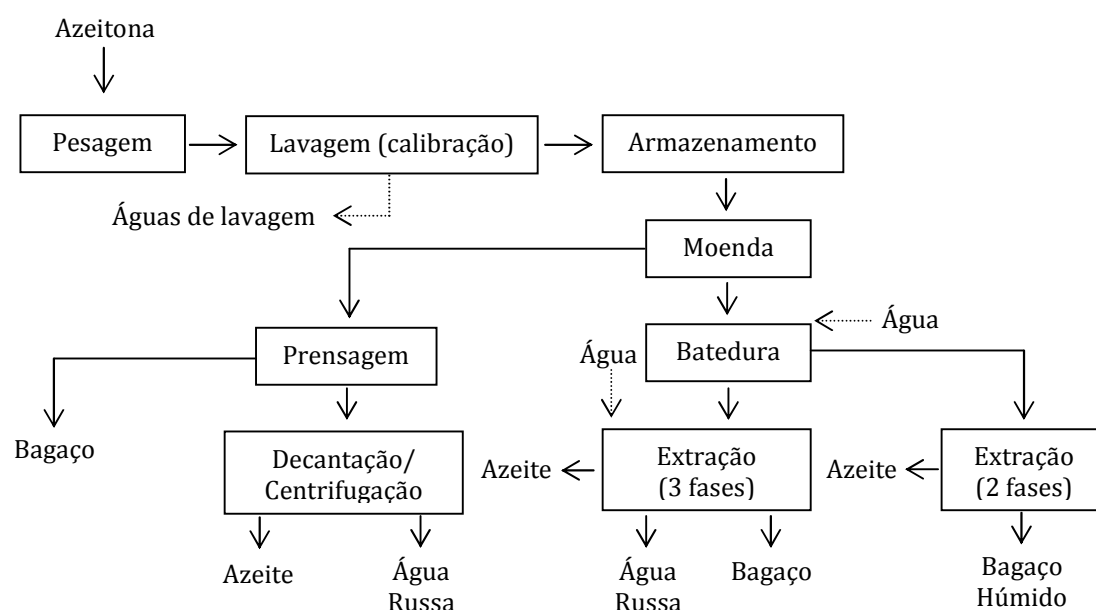 Azeitona
Pesagem
Lavagem (calibração)
Armazenamento
Águas de lavagem
Moenda
Água
Prensagem
Água
Batedura
Bagaço
Decantação/
Centrifugação
Azeite
Extração
(3 fases)
Azeite
Extração
(2 fases)
Azeite
Água
Russa
Água
Russa
Bagaço
Bagaço
Húmido